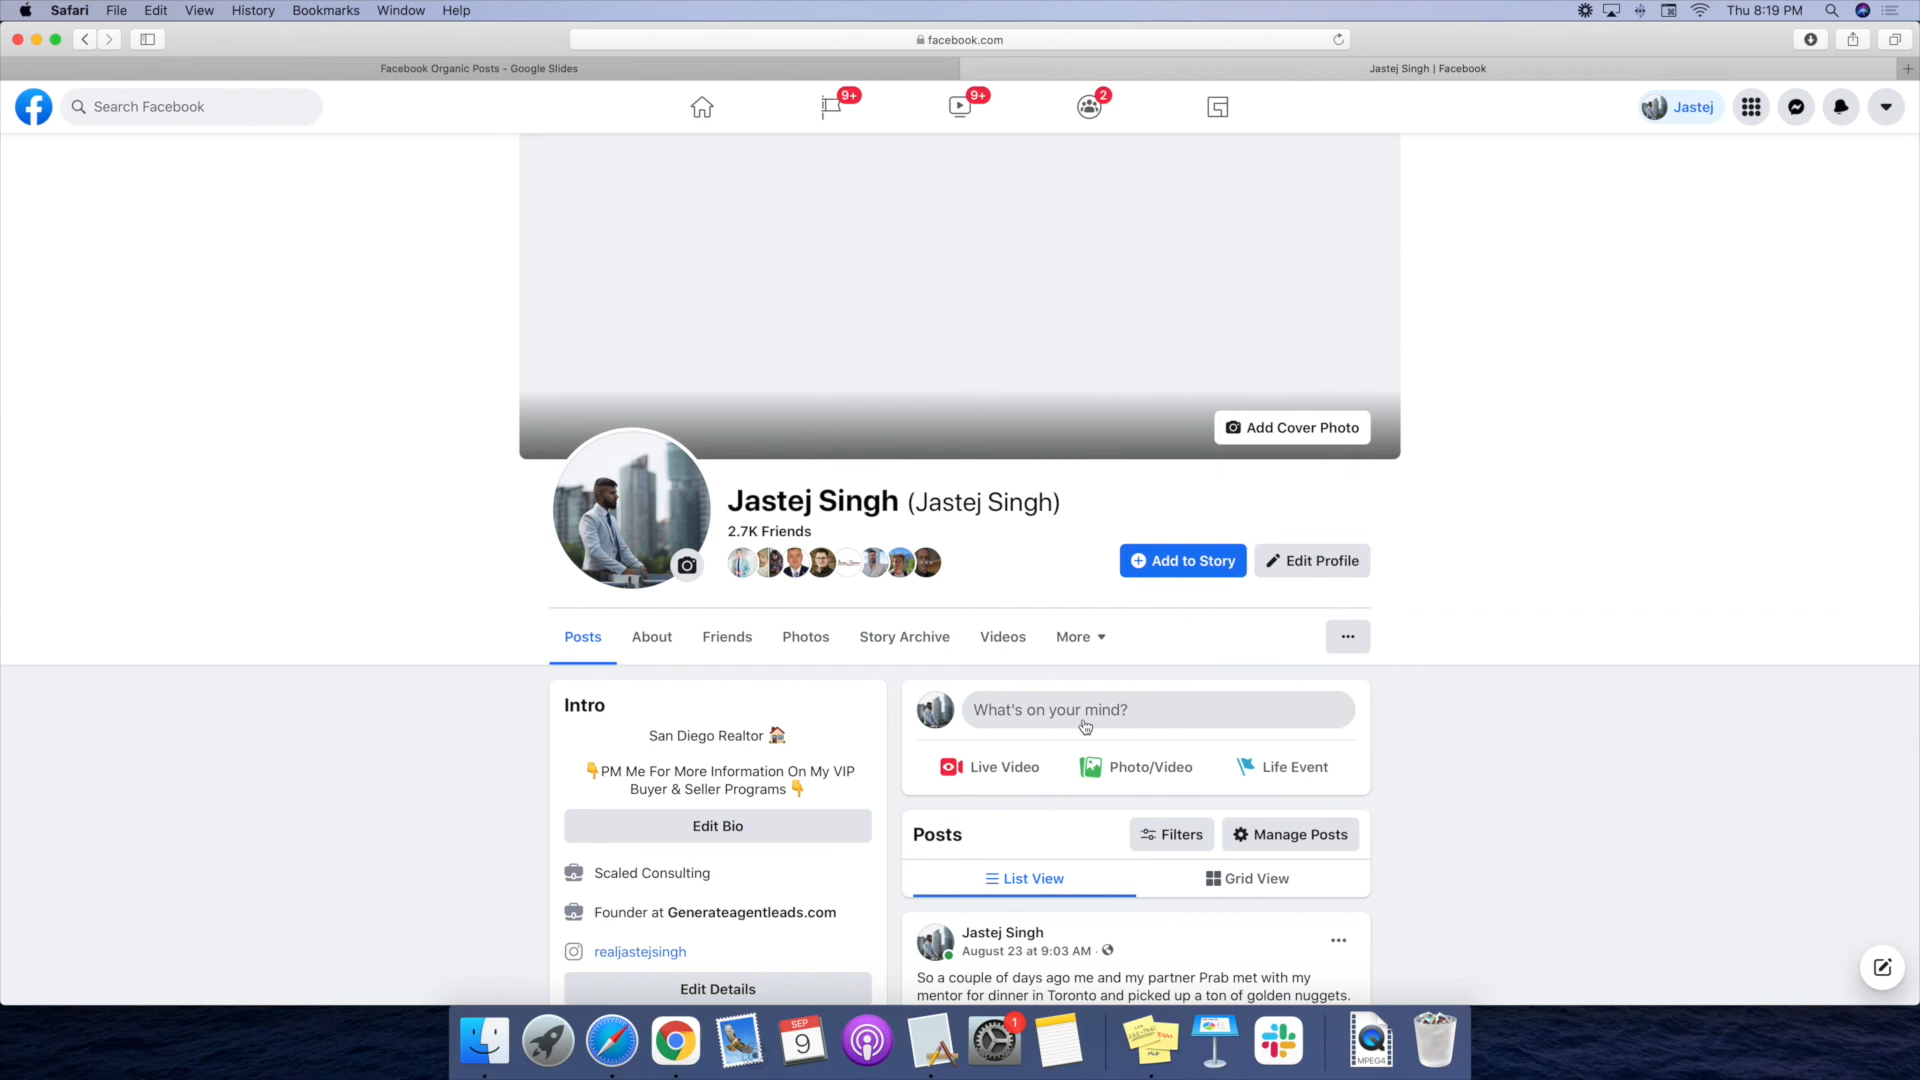 Safari File Edit View History Bookmarks Window Help
Thu 8:19 PM
facebook.com
Facebook Organic Posts - Google Slides
Jastej Singh | Facebook
Search Facebook
9+
9+
2
Jastej
Add Cover Photo
Jastej Singh (Jastej Singh)
2.7K Friends
Add to Story
Edit Profile
Posts About Friends Photos Story Archive Videos More
Intro
San Diego Realtor
PM Me For More Information On My VIP
Buyer & Seller Programs
Edit Bio
Scaled Consulting
Founder at Generateagentleads.com
realjastejsingh
Edit Details
What's on your mind?
Live Video Photo/Video Life Event
Posts
Filters
Manage Posts
List View
Grid View
Jastej Singh
August 23 at 9:03 AM ·
So a couple of days ago me and my partner Prab met with my
mentor for dinner in Toronto and picked up a ton of golden nuggets.
SEP
9
1
MPEG4